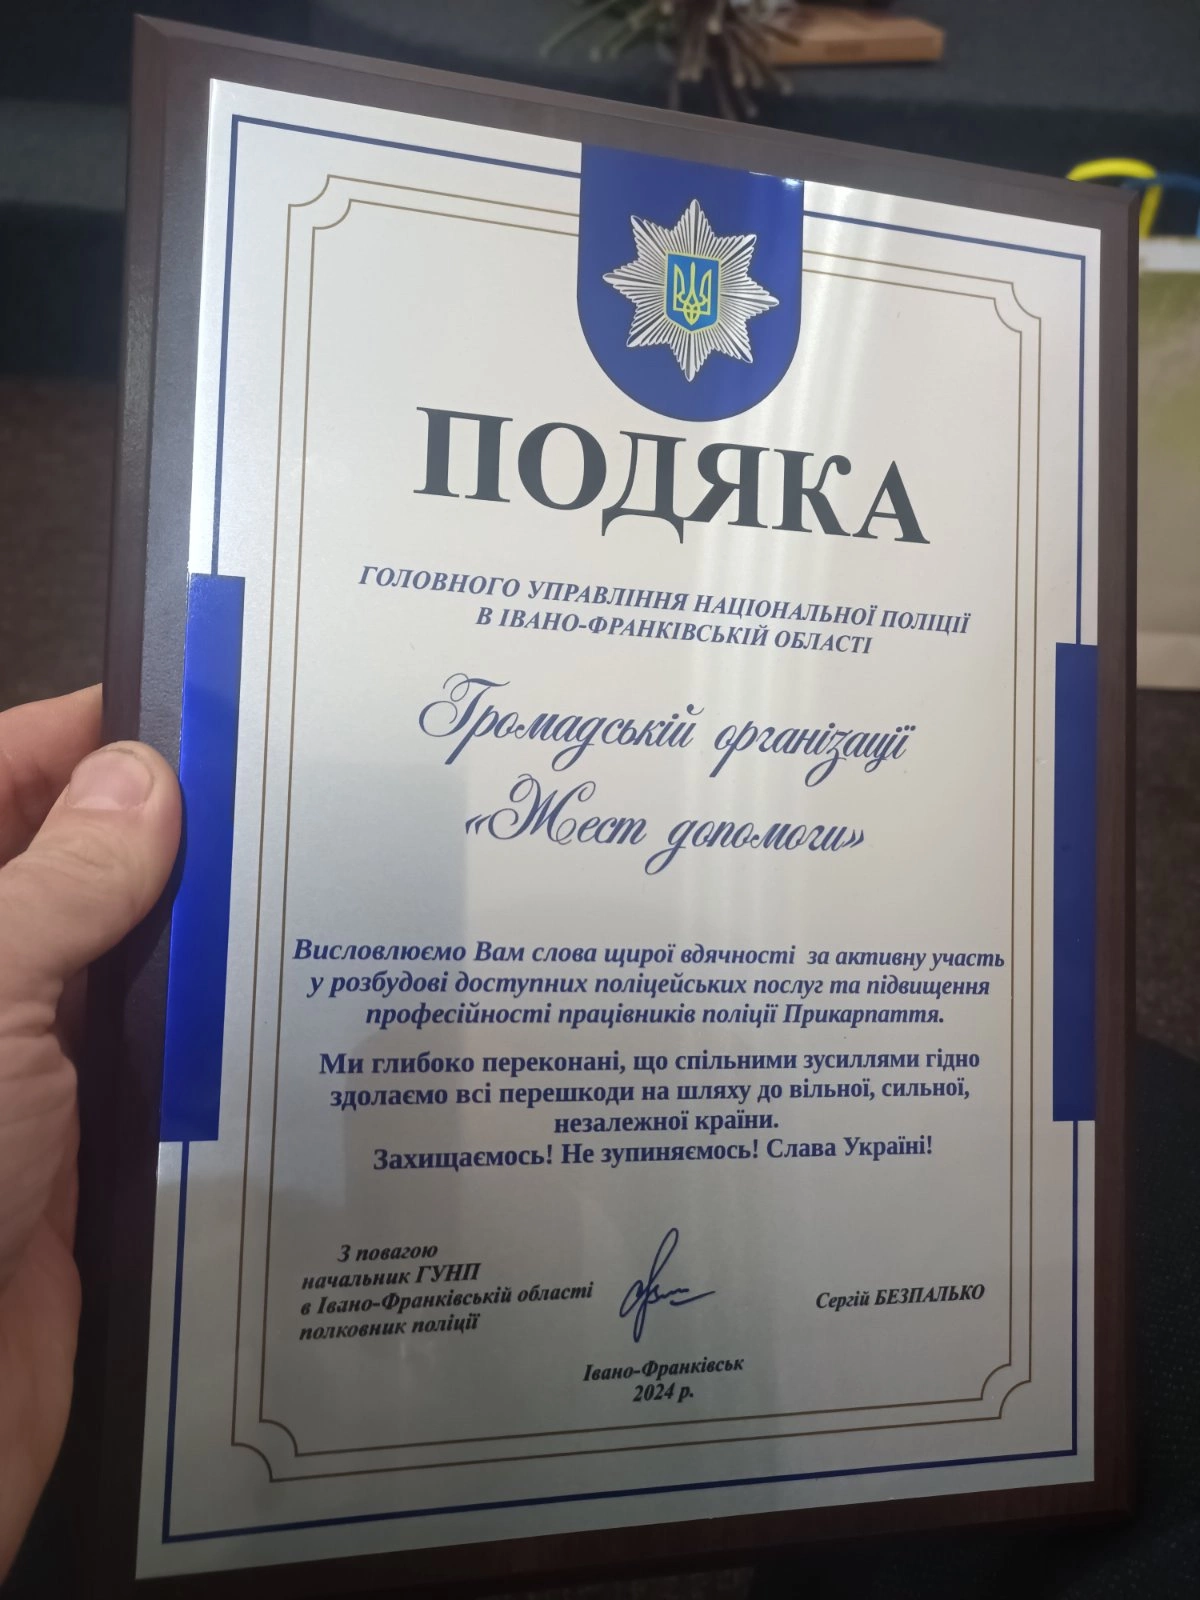 ПОДЯКА
ГОЛОВНОГО УПРАВЛІННЯ НАЦІОНАЛЬНОЇ ПОЛІЦІЇ
В ІВАНО-ФРАНКІВСЬКІЙ ОБЛАСТІ
Громадській організації
«Жест допомоги»
Висловлюємо Вам слова щирої вдячності за активну участь
у розбудові доступних поліцейських послуг та підвищення
професійності працівників поліції Прикарпаття.
Ми глибоко переконані, що спільними зусиллями гідно
здолаємо всі перешкоди на шляху до вільної, сильної,
незалежної країни.
Захищаємось! Не зупиняємось! Слава Україні!
З повагою
начальник ГУНП
в Івано-Франківській області
полковник поліції
Сергій БЕЗПАЛЬКО
Івано-Франківськ
2024 р.